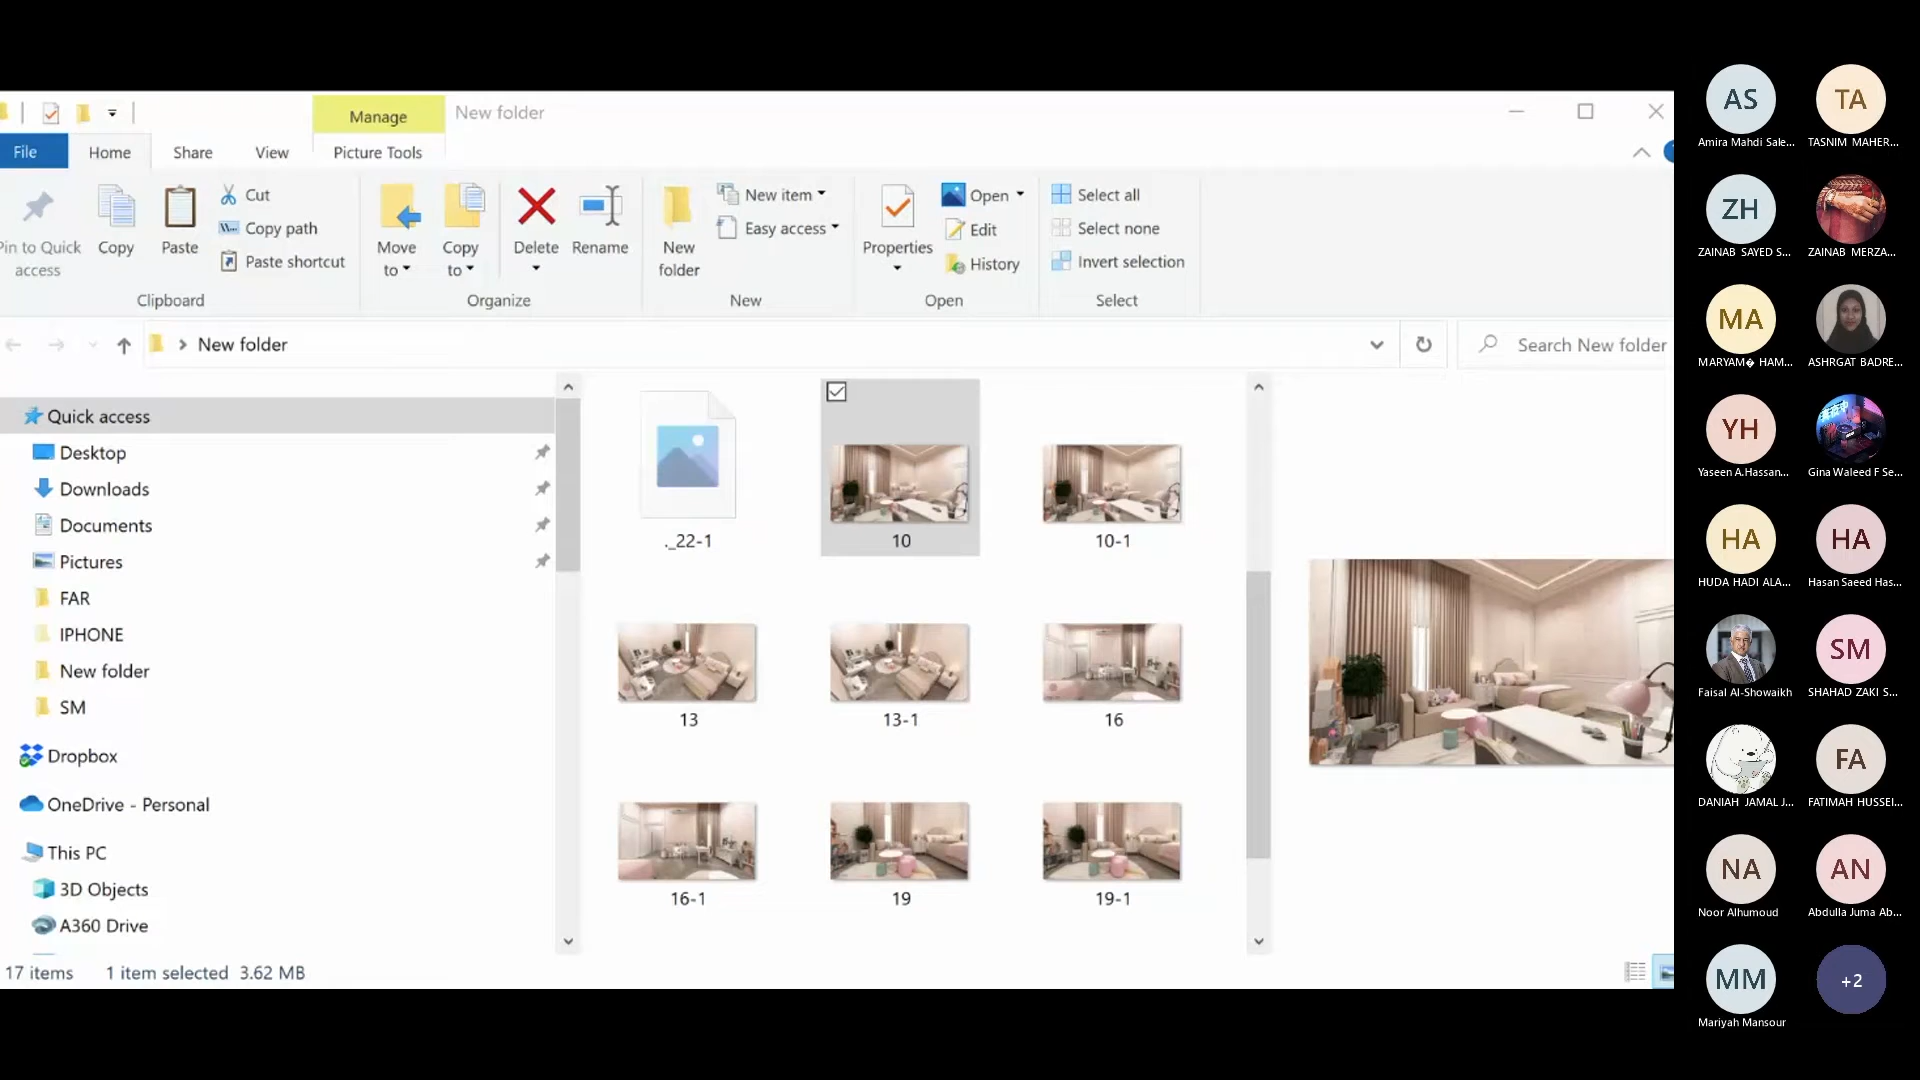 Manage
New folder
File
Home
Share
View
Picture Tools
Pin to Quick access
Copy
Paste
Cut
Copy path
Paste shortcut
Clipboard
Move to
Copy to
Delete
Rename
Organize
New folder
New item
Easy access
New
Properties
Open
Edit
History
Open
Select all
Select none
Invert selection
Select
New folder
Search New folder
Quick access
Desktop
Downloads
Documents
Pictures
FAR
IPHONE
New folder
SM
Dropbox
OneDrive - Personal
This PC
3D Objects
A360 Drive
._22-1
10
10-1
13
13-1
16
16-1
19
19-1
17 items
1 item selected 3.62 MB
AS
Amira Mahdi Sale...
TA
TASNIM MAHER...
ZH
ZAINAB SAYED S...
ZAINAB MERZA...
MA
MARYAM� HAM...
ASHRGAT BADRE...
YH
Yaseen A.Hassan...
Gina Waleed F Se...
HA
HUDA HADI ALA...
HA
Hasan Saeed Has...
Faisal Al-Showaikh
SM
SHAHAD ZAKI S...
DANIAH JAMAL J...
FA
FATIMAH HUSSEI...
NA
Noor Alhumoud
AN
Abdulla Juma Ab...
MM
Mariyah Mansour
+2